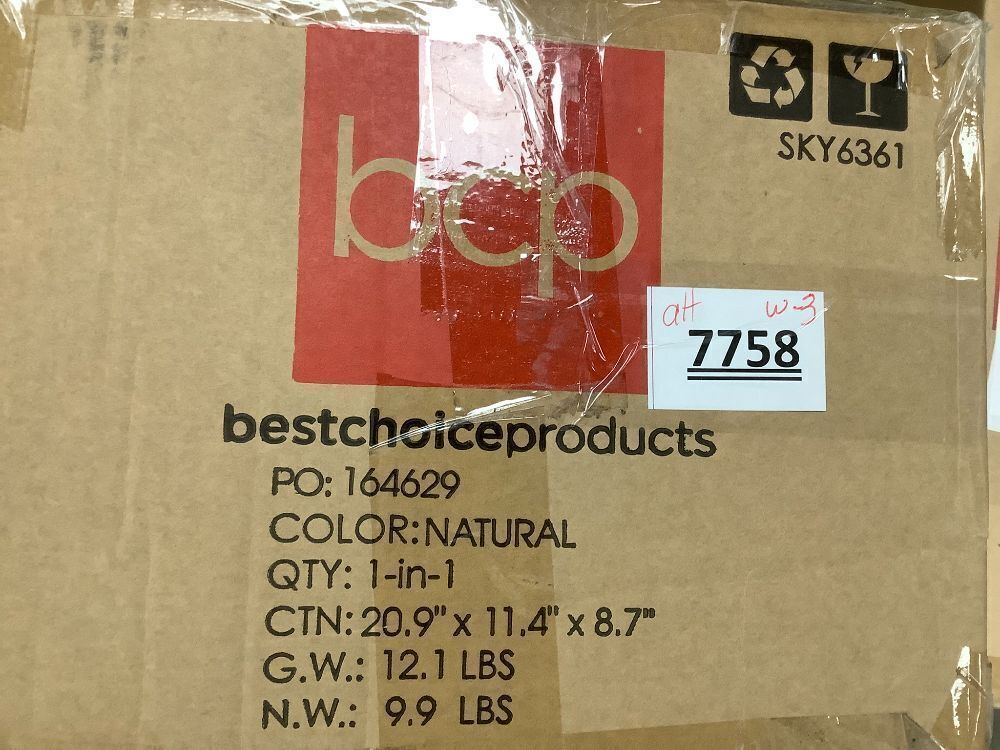 bcp
SKY6361
aH w-3
7758
bestchoiceproducts
PO: 164629
COLOR: NATURAL
QTY: 1-in-1
CTN: 20.9" x 11.4" x 8.7"
G.W.: 12.1 LBS
N.W.: 9.9 LBS